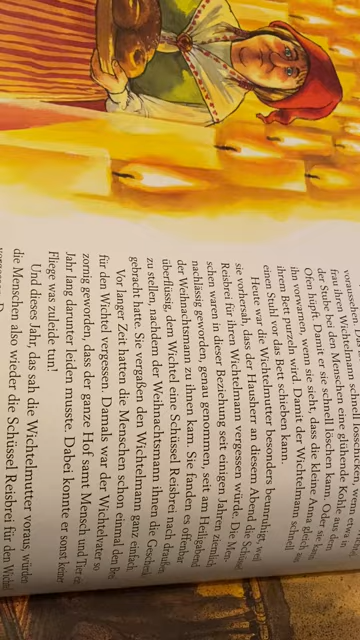 voraussehen.
frau ihren Wichtelmann schnell losschicken, wenn etwa in
der Stube bei den Menschen eine glühende Kohle aus dem
Ofen hüpft. Damit er sie schnell löschen kann. Oder sie kann
ihn vorwarnen, wenn sie sieht, dass die kleine Anna gleich aus
ihrem Bett purzeln wird. Damit der Wichtelmann schnell
einen Stuhl vor das Bett schieben kann.
Heute war die Wichtelmutter besonders beunruhigt, weil
sie vorhersah, dass der Hausherr an diesem Abend die Schüssel
Reisbrei für ihren Wichtelmann vergessen würde. Die Men-
schen waren in dieser Beziehung seit einigen Jahren ziemlich
nachlässig geworden, genau genommen, seit am Heiligabend
der Weihnachtsmann zu ihnen kam. Sie fanden es offenbar
überflüssig, dem Wichtel eine Schüssel Reisbrei nach draußen
zu stellen, nachdem der Weihnachtsmann ihnen die Geschenke
gebracht hatte. Sie vergaßen den Wichtelmann ganz einfach.
Vor langer Zeit hatten die Menschen schon einmal den Brei
für den Wichtel vergessen. Damals war der Wichtelvater so
zornig geworden, dass der ganze Hof samt Mensch und Tier ein
Jahr lang darunter leiden musste. Dabei konnte er sonst keiner
Fliege was zuleide tun!
Und dieses Jahr, das sah die Wichtelmutter voraus, würden
die Menschen also wieder die Schüssel Reisbrei für den Wichtel